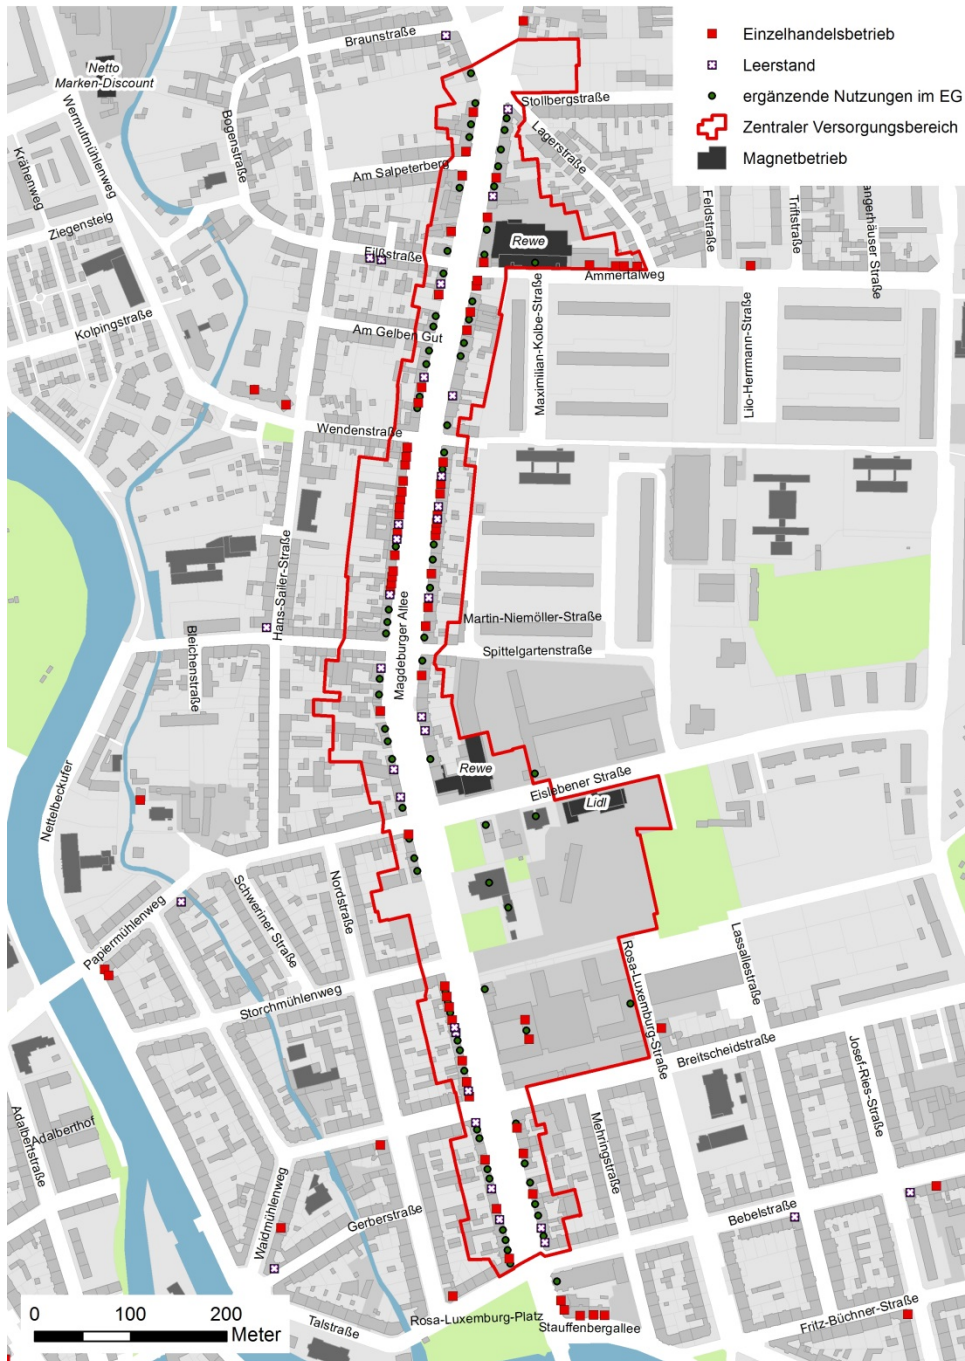 Einzelhandelsbetrieb
Leerstand
ergänzende Nutzungen im EG
Zentraler Versorgungsbereich
Magnetbetrieb
Braunstraße
Netto
Marken-Discount
Wermutmühlenweg
Bogenstraße
Stollbergstraße
Lagerstraße
Krähenweg
Am Salpeterberg
Feldstraße
Triftstraße
angerhäuser Straße
Ziegensteig
Eilßstraße
Rewe
Ammertalweg
Kolpingstraße
Am Gelben Gut
Maximilian-Kolbe-Straße
Lilo-Herrmann-Straße
Wendenstraße
Hans-Sailer-Straße
Magdeburger Allee
Martin-Niemöller-Straße
Spittelgartenstraße
Bleichenstraße
Nettelbeckufer
Rewe
Eislebener Straße
Lidl
Papiermühlenweg
Schweriner Straße
Nordstraße
Storchmühlenweg
Rosa-Luxemburg-Straße
Lassallestraße
Breitscheidstraße
Josef-Ries-Straße
Adalbertstraße
Adalberthof
Mehringstraße
Waidmühlenweg
Gerberstraße
Bebelstraße
0 100 200
Meter
Talstraße
Rosa-Luxemburg-Platz
Stauffenbergallee
Fritz-Büchner-Straße